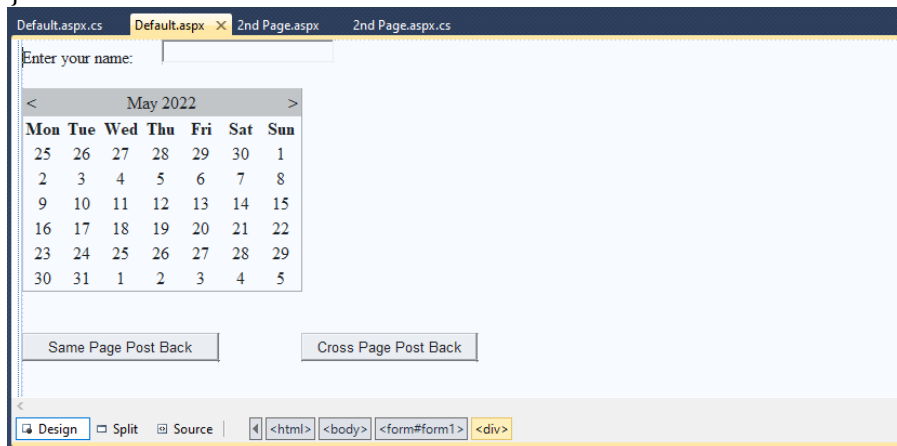 }
Default.aspx.cs Default.aspx × 2nd Page.aspx 2nd Page.aspx.cs
Enter your name:
< May 2022 >
Mon Tue Wed Thu Fri Sat Sun
25 26 27 28 29 30 1
2 3 4 5 6 7 8
9 10 11 12 13 14 15
16 17 18 19 20 21 22
23 24 25 26 27 28 29
30 31 1 2 3 4 5
Same Page Post Back Cross Page Post Back
Design Split Source <html> <body> <form#form1> <div>